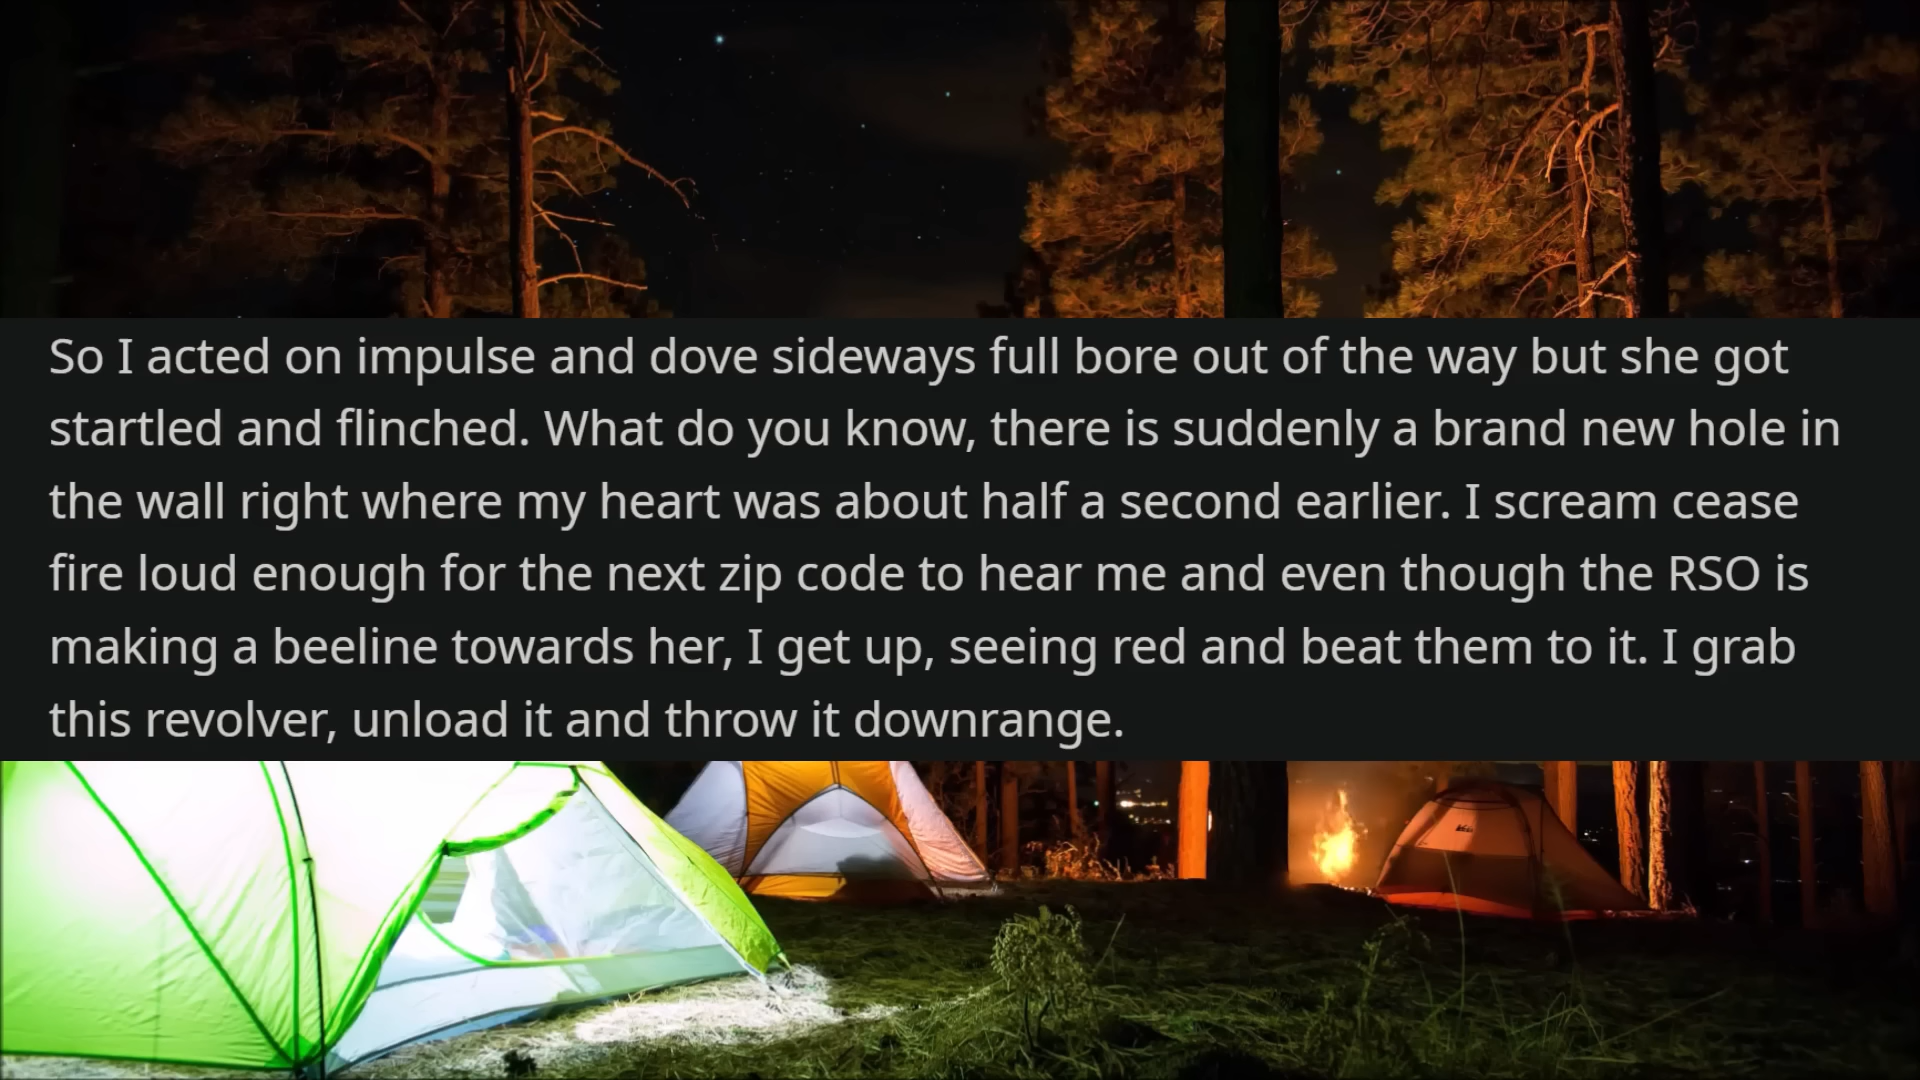 So I acted on impulse and dove sideways full bore out of the way but she got
startled and flinched. What do you know, there is suddenly a brand new hole in
the wall right where my heart was about half a second earlier. I scream cease
fire loud enough for the next zip code to hear me and even though the RSO is
making a beeline towards her, I get up, seeing red and beat them to it. I grab
this revolver, unload it and throw it downrange.